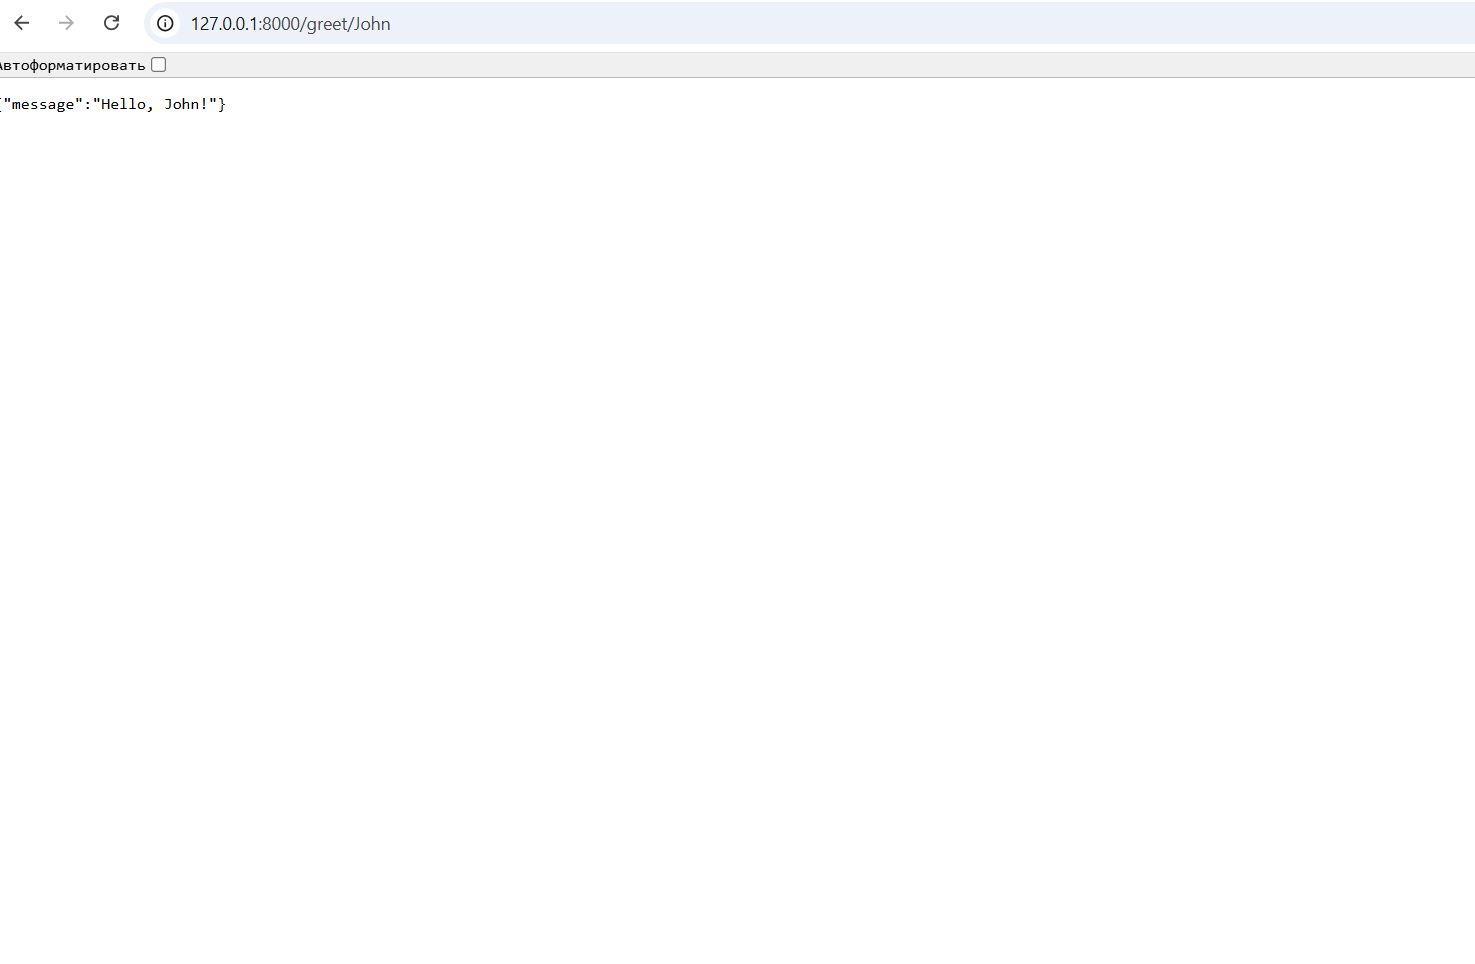 127.0.0.1:8000/greet/John
Автоформатировать
{"message":"Hello, John!"}